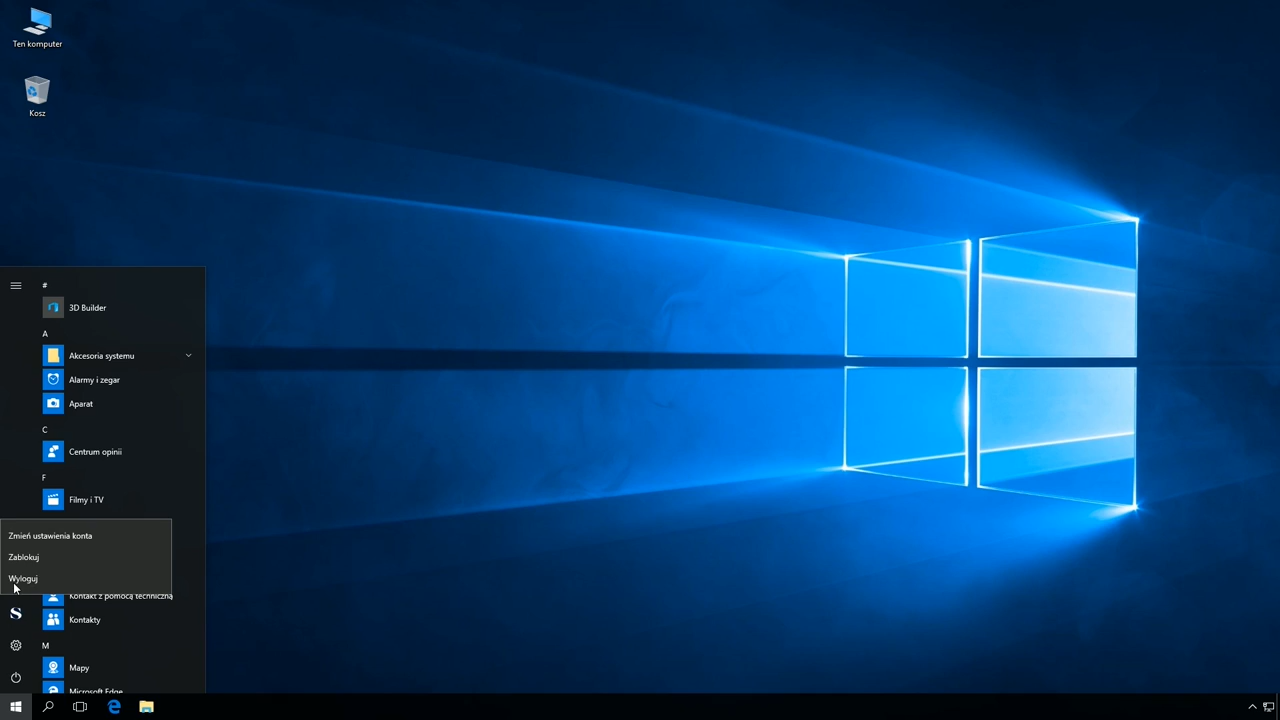 Ten komputer
Kosz
#
3D Builder
A
Akcesoria systemu
Alarmy i zegar
Aparat
C
Centrum opinii
F
Filmy i TV
Zmień ustawienia konta
Zablokuj
Wyloguj
Kontakt z pomocą techniczną
Kontakty
M
Mapy
Microsoft Edge